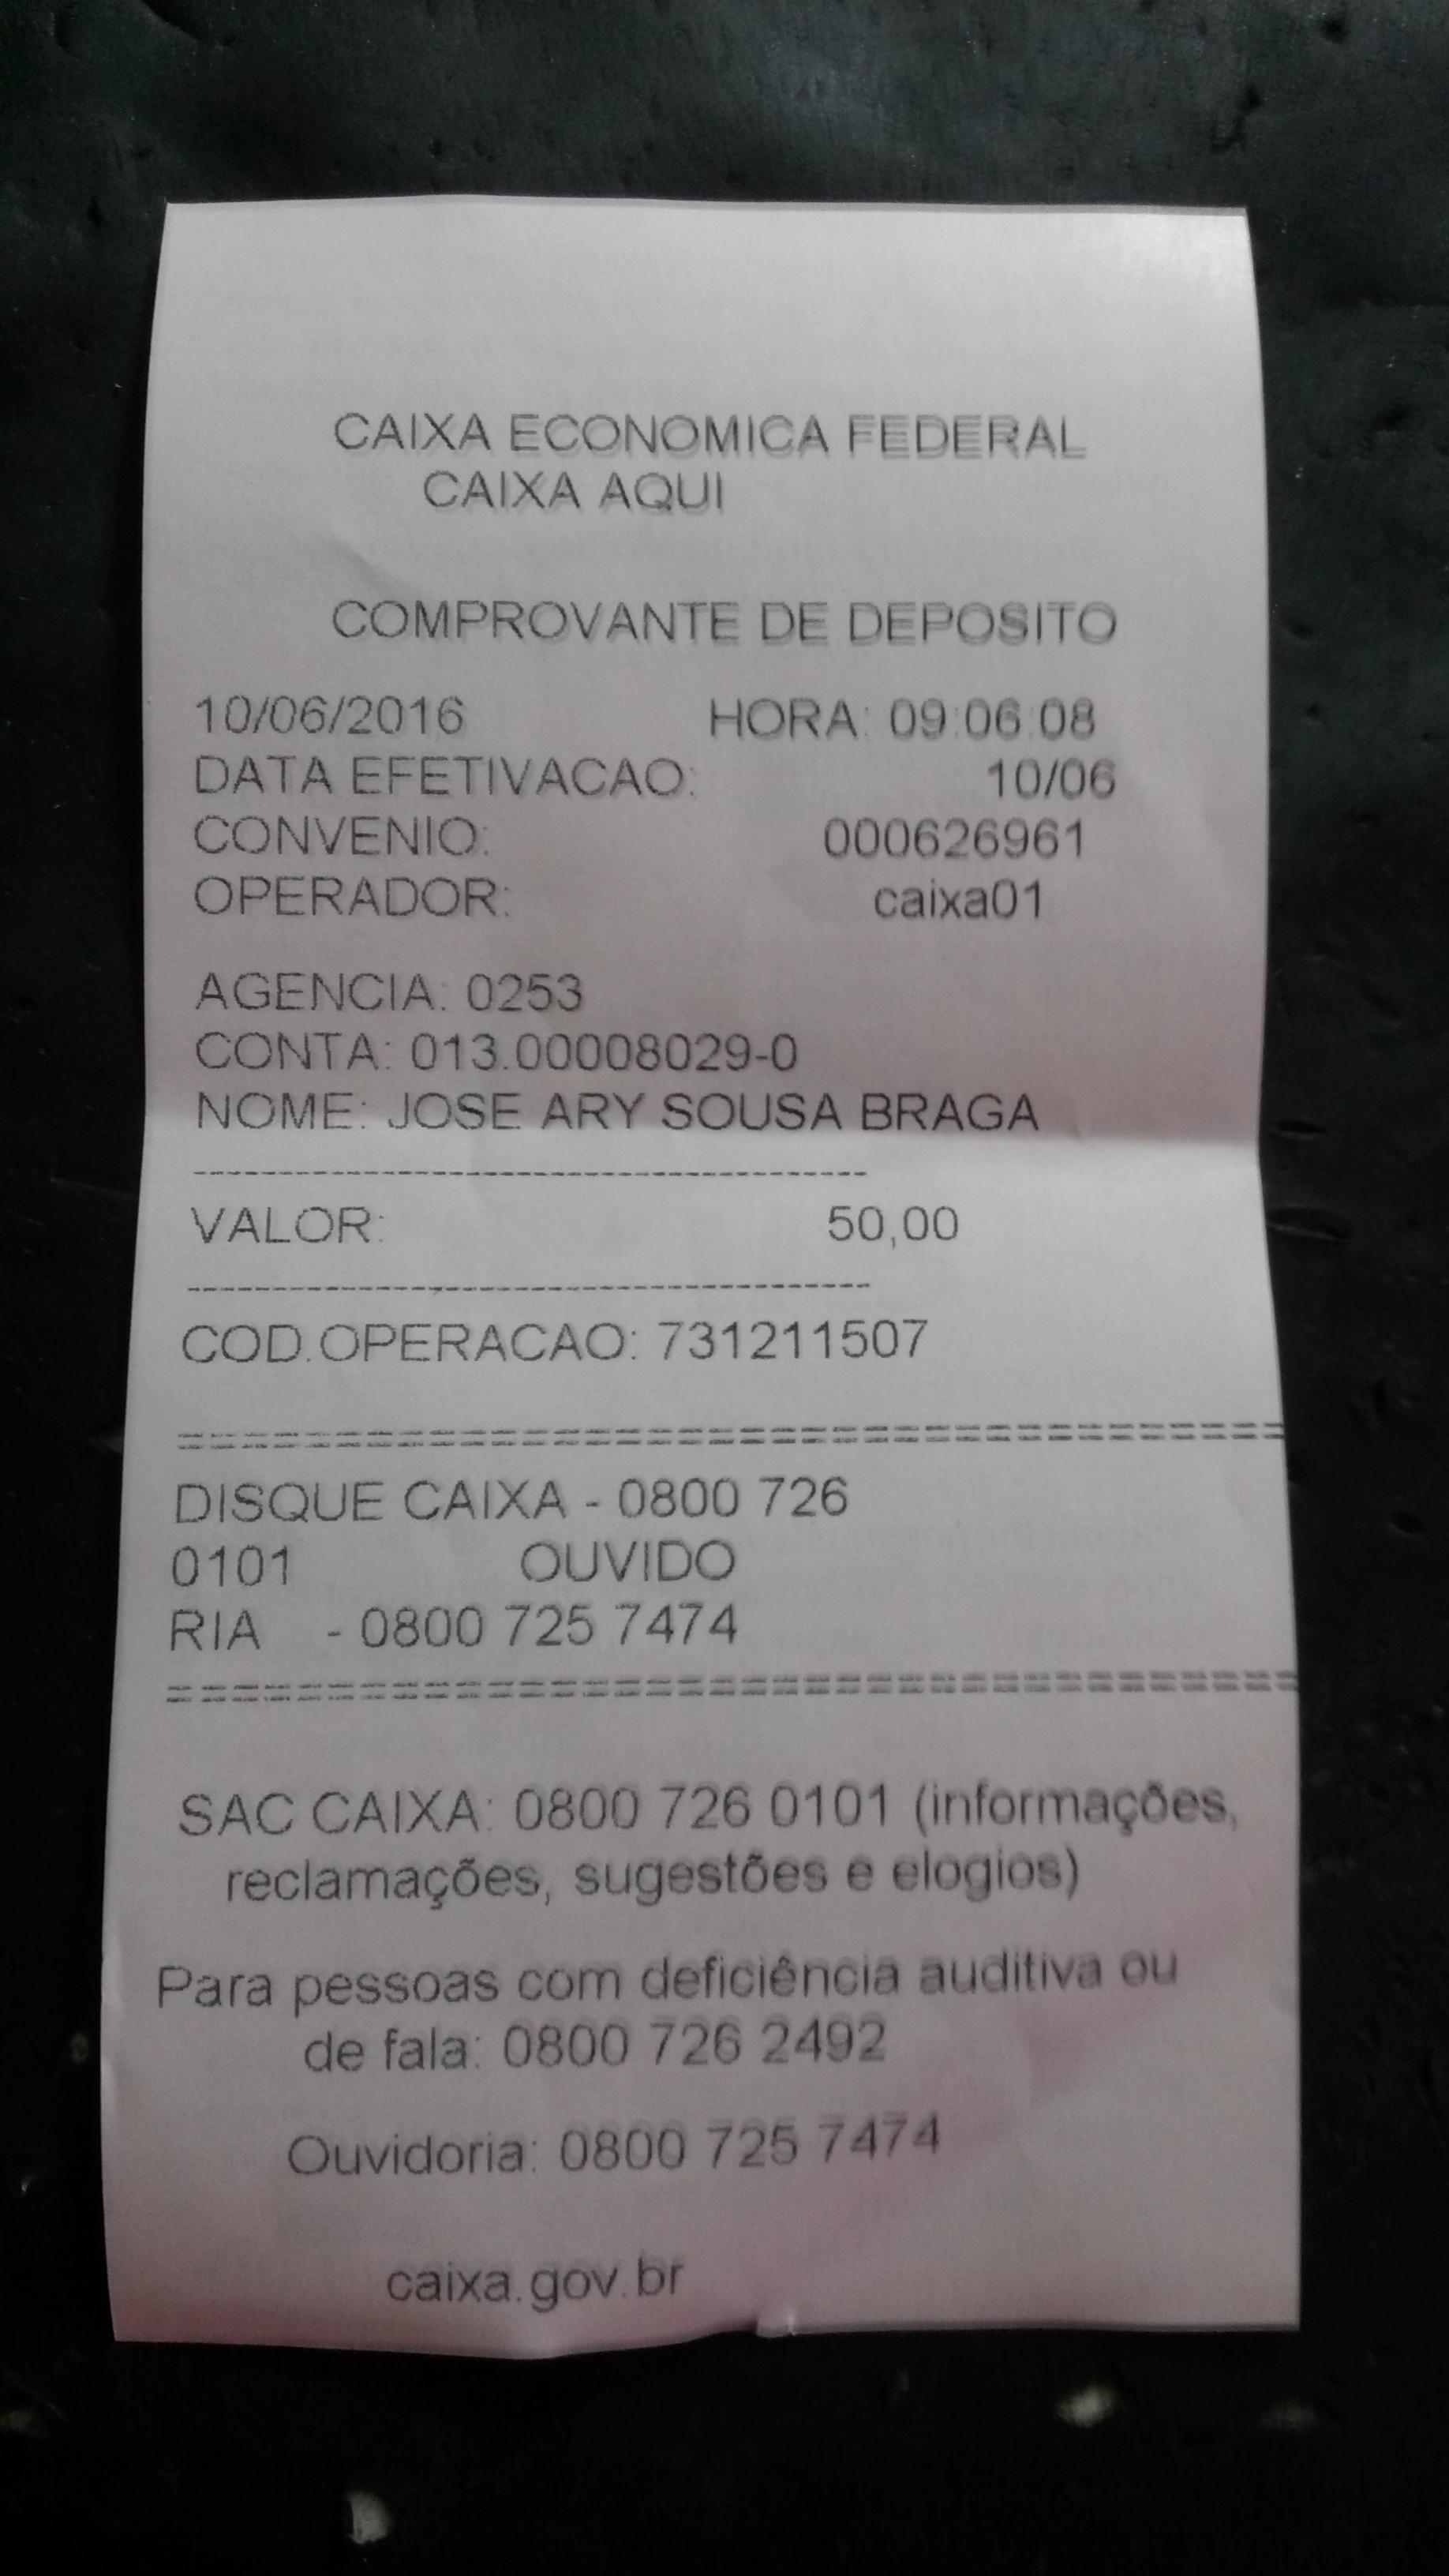 CAIXA ECONOMICA FEDERAL
CAIXA AQUI
COMPROVANTE DE DEPOSITO
10/06/2016 HORA: 09:06:08
DATA EFETIVACAO: 10/06
CONVENIO: 000626961
OPERADOR: caixa01
AGENCIA: 0253
CONTA: 013.00008029-0
NOME: JOSE ARY SOUSA BRAGA
----------------------------------------
VALOR: 50,00
----------------------------------------
COD.OPERACAO: 731211507
========================================
DISQUE CAIXA - 0800 726
0101 OUVIDO
RIA - 0800 725 7474
========================================
SAC CAIXA: 0800 726 0101 (informações,
reclamações, sugestões e elogios)
Para pessoas com deficiência auditiva ou
de fala: 0800 726 2492
Ouvidoria: 0800 725 7474
caixa.gov.br